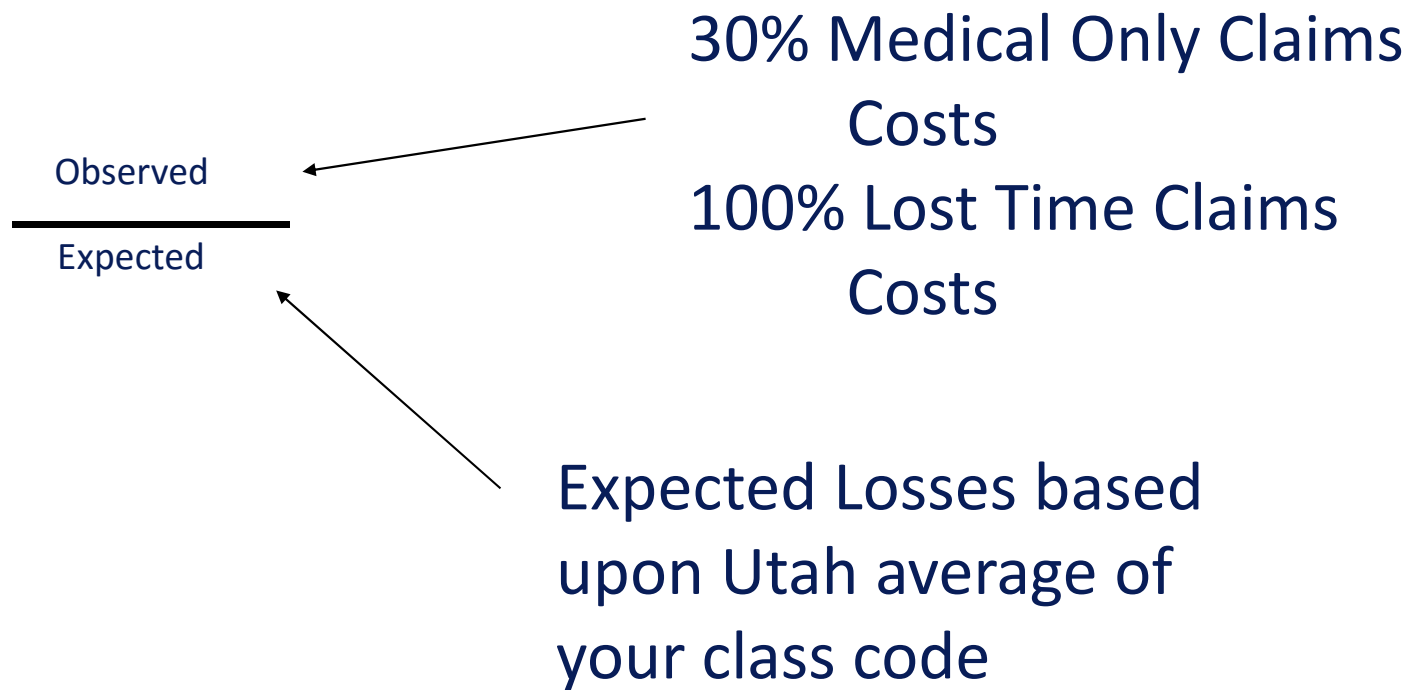 30% Medical Only Claims
Costs
100% Lost Time Claims
Costs
Observed
Expected
Expected Losses based
upon Utah average of
your class code